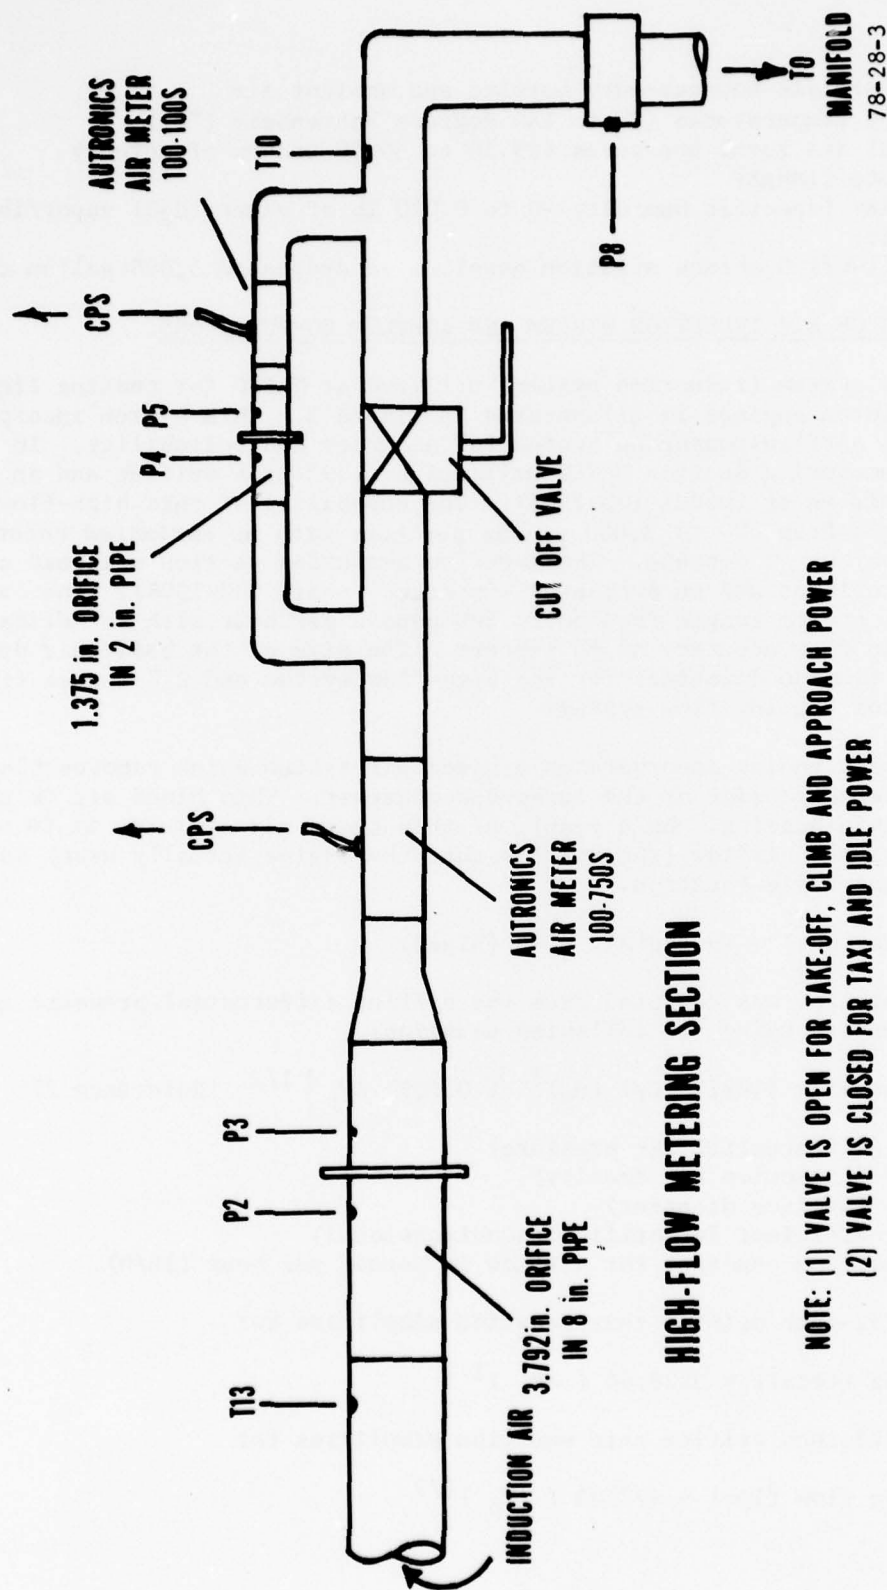 AUTRONICS
AIR METER
100-100S
CPS
1.375 in. ORIFICE
IN 2 in. PIPE
P4
P5
T10
CPS
T13
P2
P3
AUTRONICS
AIR METER
100-750S
CUT OFF VALVE
P8
TO
MANIFOLD
78-28-3
INDUCTION AIR
3.792in. ORIFICE
IN 8 in. PIPE
HIGH-FLOW METERING SECTION
NOTE: (1) VALVE IS OPEN FOR TAKE-OFF, CLIMB AND APPROACH POWER
(2) VALVE IS CLOSED FOR TAXI AND IDLE POWER